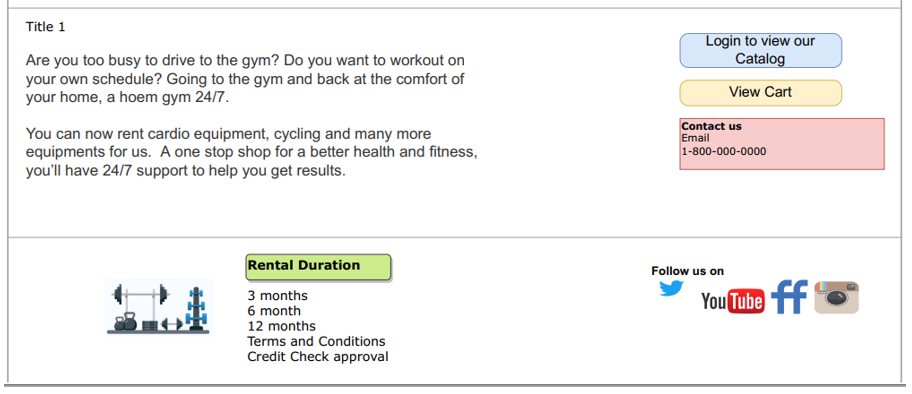 Title 1
Are you too busy to drive to the gym? Do you want to workout on
your own schedule? Going to the gym and back at the comfort of
your home, a hoem gym 24/7.
You can now rent cardio equipment, cycling and many more
equipments for us.  A one stop shop for a better health and fitness,
you'll have 24/7 support to help you get results.
Login to view our
Catalog
View Cart
Contact us
Email
1-800-000-0000
Rental Duration
3 months
6 month
12 months
Terms and Conditions
Credit Check approval
Follow us on
YouTube
ff